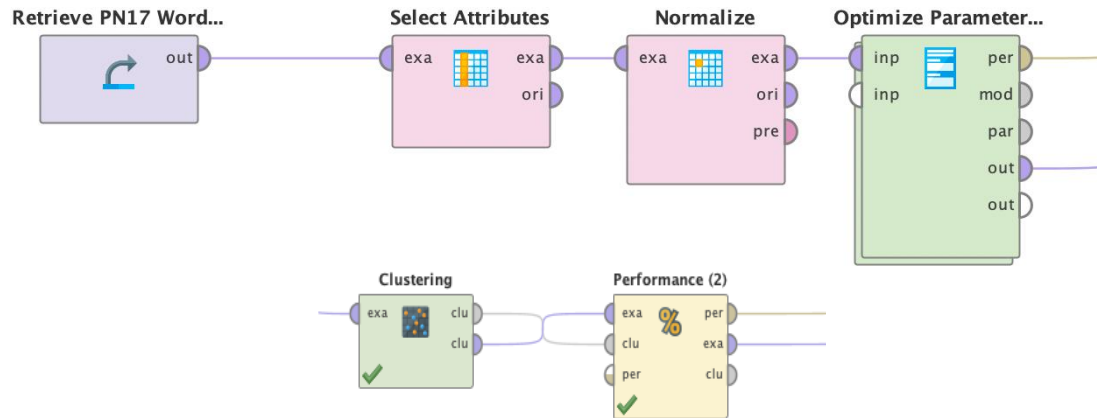 Retrieve PN17 Word...
Select Attributes
Normalize
Optimize Parameter...
out
exa
exa
ori
exa
exa
ori
pre
inp
inp
per
mod
par
out
out
Clustering
Performance (2)
exa
clu
clu
exa
clu
per
%
per
exa
clu